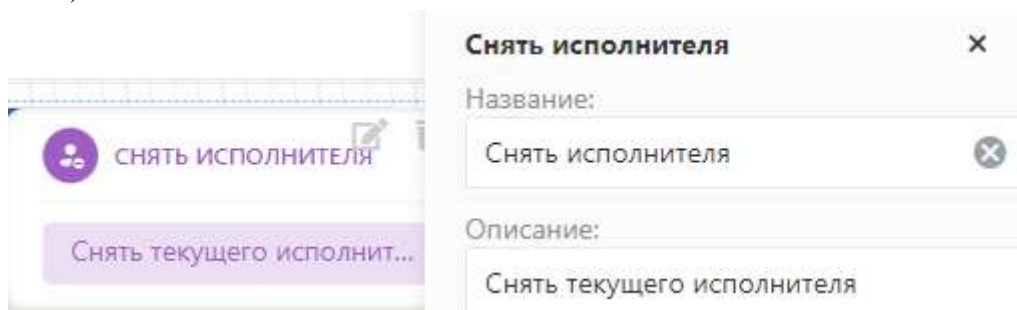 Снять исполнителя
Название:
СНЯТЬ ИСПОЛНИТЕЛЯ
Снять исполнителя
Описание:
Снять текущего исполнит...
Снять текущего исполнителя